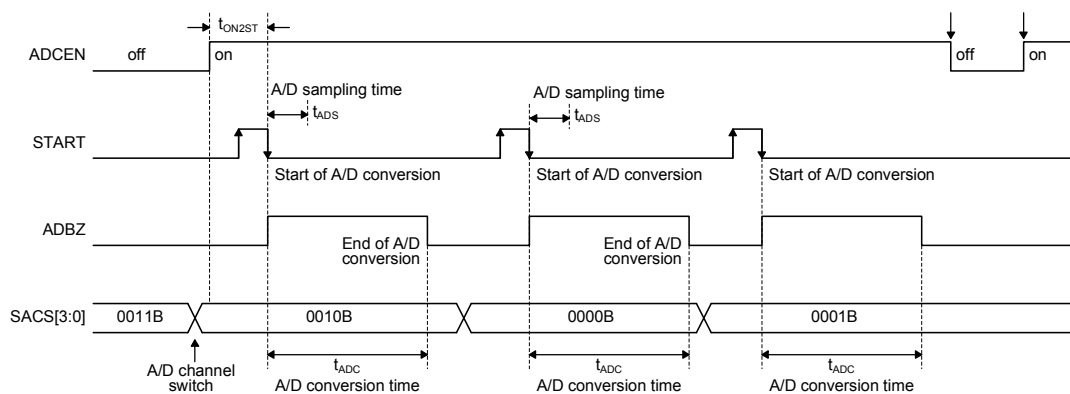 tON2ST
ADCEN
off
on
off
on
A/D sampling time
tADS
A/D sampling time
tADS
START
Start of A/D conversion
Start of A/D conversion
Start of A/D conversion
ADBZ
End of A/D
conversion
End of A/D
conversion
SACS[3:0]
0011B
0010B
0000B
0001B
A/D channel
switch
tADC
A/D conversion time
tADC
A/D conversion time
tADC
A/D conversion time